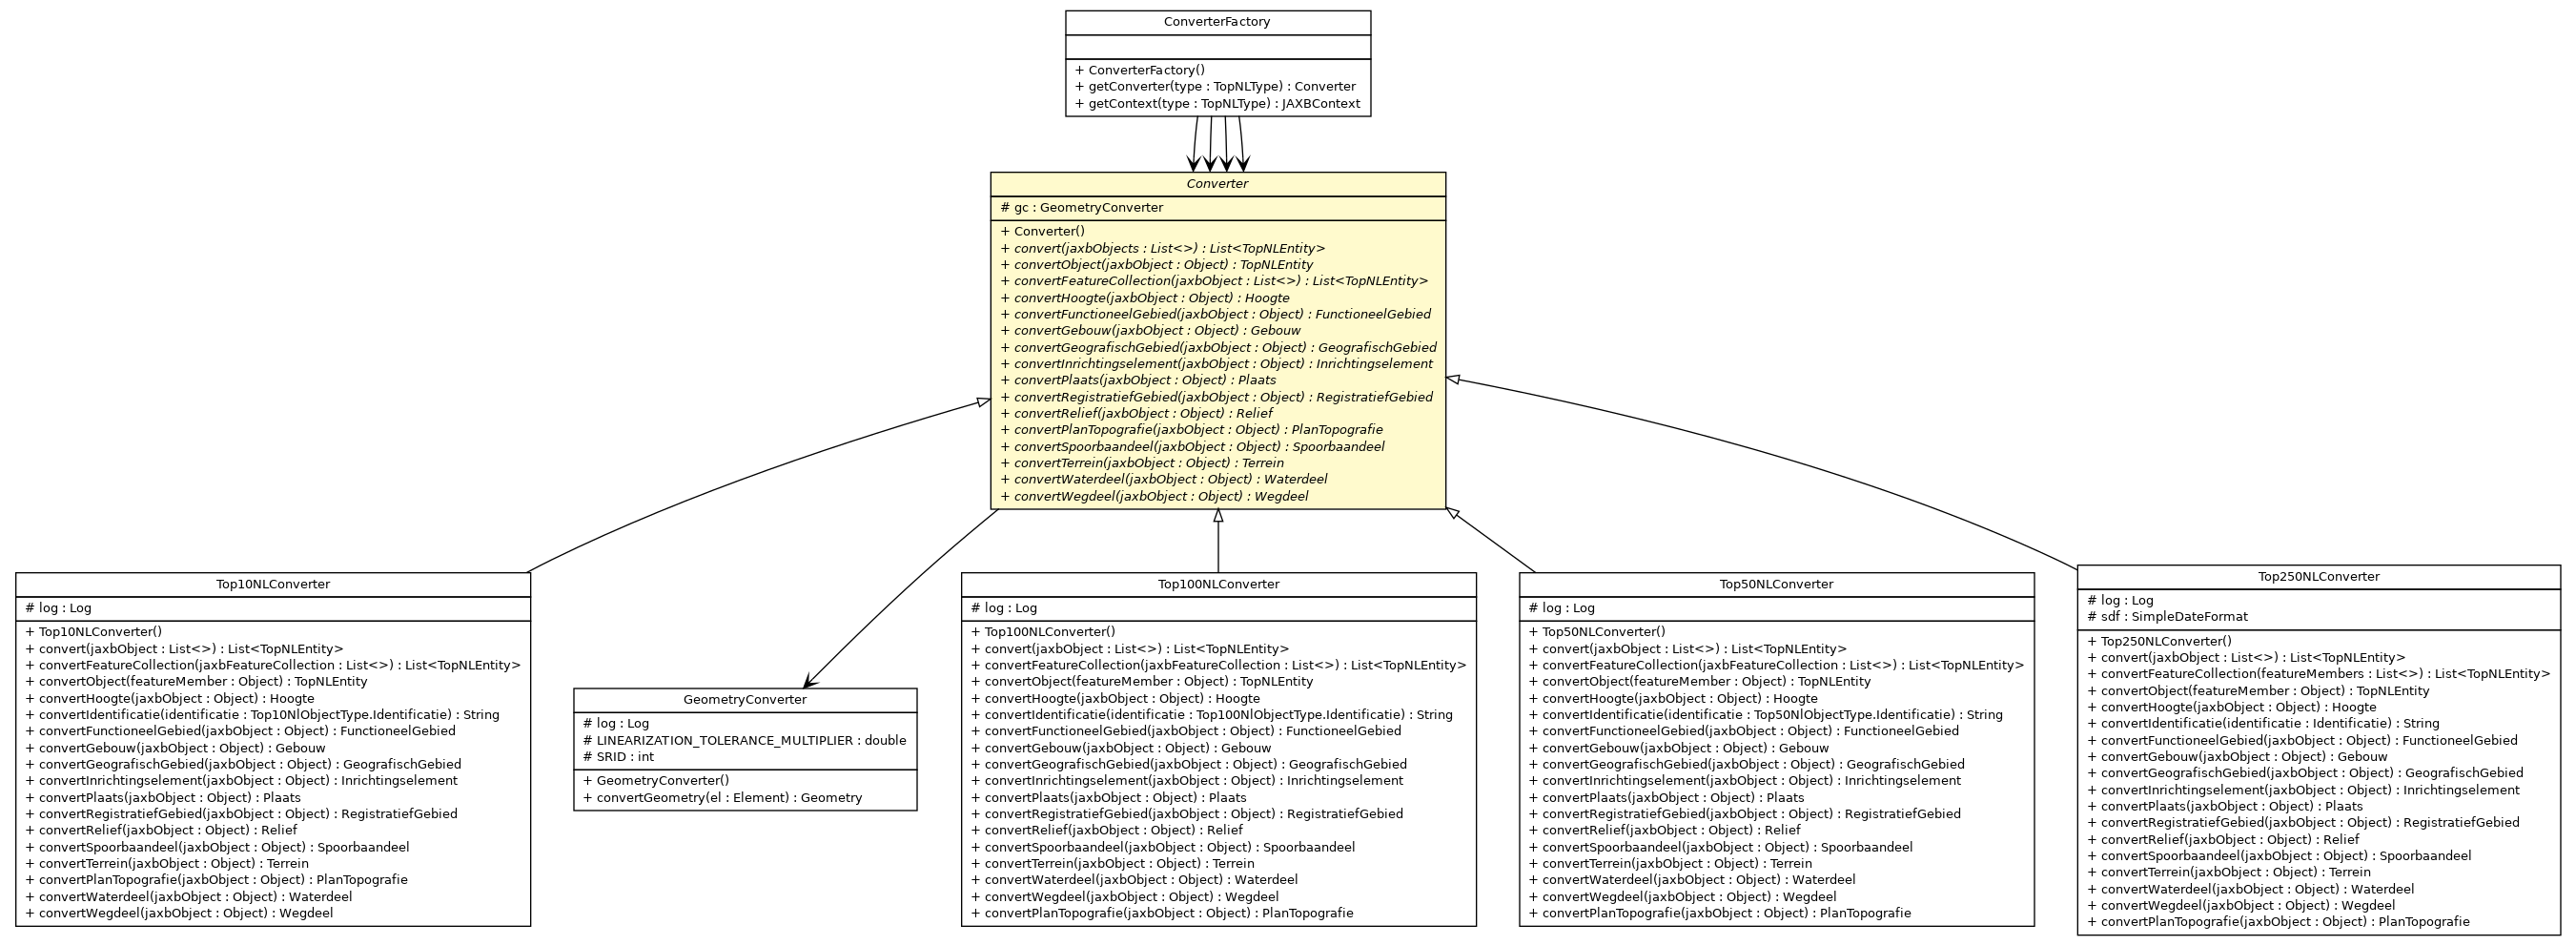 ConverterFactory
+ ConverterFactory()
+ getConverter(type : TopNLType) : Converter
+ getContext(type : TopNLType) : JAXBContext
Converter
# gc : GeometryConverter
+ Converter()
+ convert(jaxbObjects : List<>) : List<TopNLEntity>
+ convertObject(jaxbObject : Object) : TopNLEntity
+ convertFeatureCollection(jaxbObject : List<>) : List<TopNLEntity>
+ convertHoogte(jaxbObject : Object) : Hoogte
+ convertFunctioneelGebied(jaxbObject : Object) : FunctioneelGebied
+ convertGebouw(jaxbObject : Object) : Gebouw
+ convertGeografischGebied(jaxbObject : Object) : GeografischGebied
+ convertInrichtingselement(jaxbObject : Object) : Inrichtingselement
+ convertPlaats(jaxbObject : Object) : Plaats
+ convertRegistratiefGebied(jaxbObject : Object) : RegistratiefGebied
+ convertRelief(jaxbObject : Object) : Relief
+ convertPlanTopografie(jaxbObject : Object) : PlanTopografie
+ convertSpoorbaandeel(jaxbObject : Object) : Spoorbaandeel
+ convertTerrein(jaxbObject : Object) : Terrein
+ convertWaterdeel(jaxbObject : Object) : Waterdeel
+ convertWegdeel(jaxbObject : Object) : Wegdeel
Top10NLConverter
# log : Log
+ Top10NLConverter()
+ convert(jaxbObject : List<>) : List<TopNLEntity>
+ convertFeatureCollection(jaxbFeatureCollection : List<>) : List<TopNLEntity>
+ convertObject(featureMember : Object) : TopNLEntity
+ convertHoogte(jaxbObject : Object) : Hoogte
+ convertIdentificatie(identificatie : Top10NlObjectType.Identificatie) : String
+ convertFunctioneelGebied(jaxbObject : Object) : FunctioneelGebied
+ convertGebouw(jaxbObject : Object) : Gebouw
+ convertGeografischGebied(jaxbObject : Object) : GeografischGebied
+ convertInrichtingselement(jaxbObject : Object) : Inrichtingselement
+ convertPlaats(jaxbObject : Object) : Plaats
+ convertRegistratiefGebied(jaxbObject : Object) : RegistratiefGebied
+ convertRelief(jaxbObject : Object) : Relief
+ convertSpoorbaandeel(jaxbObject : Object) : Spoorbaandeel
+ convertTerrein(jaxbObject : Object) : Terrein
+ convertPlanTopografie(jaxbObject : Object) : PlanTopografie
+ convertWaterdeel(jaxbObject : Object) : Waterdeel
+ convertWegdeel(jaxbObject : Object) : Wegdeel
GeometryConverter
# log : Log
# LINEARIZATION_TOLERANCE_MULTIPLIER : double
# SRID : int
+ GeometryConverter()
+ convertGeometry(el : Element) : Geometry
Top100NLConverter
# log : Log
+ Top100NLConverter()
+ convert(jaxbObject : List<>) : List<TopNLEntity>
+ convertFeatureCollection(jaxbFeatureCollection : List<>) : List<TopNLEntity>
+ convertObject(featureMember : Object) : TopNLEntity
+ convertHoogte(jaxbObject : Object) : Hoogte
+ convertIdentificatie(identificatie : Top100NlObjectType.Identificatie) : String
+ convertFunctioneelGebied(jaxbObject : Object) : FunctioneelGebied
+ convertGebouw(jaxbObject : Object) : Gebouw
+ convertGeografischGebied(jaxbObject : Object) : GeografischGebied
+ convertInrichtingselement(jaxbObject : Object) : Inrichtingselement
+ convertPlaats(jaxbObject : Object) : Plaats
+ convertRegistratiefGebied(jaxbObject : Object) : RegistratiefGebied
+ convertRelief(jaxbObject : Object) : Relief
+ convertSpoorbaandeel(jaxbObject : Object) : Spoorbaandeel
+ convertTerrein(jaxbObject : Object) : Terrein
+ convertWaterdeel(jaxbObject : Object) : Waterdeel
+ convertWegdeel(jaxbObject : Object) : Wegdeel
+ convertPlanTopografie(jaxbObject : Object) : PlanTopografie
Top50NLConverter
# log : Log
+ Top50NLConverter()
+ convert(jaxbObject : List<>) : List<TopNLEntity>
+ convertFeatureCollection(jaxbFeatureCollection : List<>) : List<TopNLEntity>
+ convertObject(featureMember : Object) : TopNLEntity
+ convertHoogte(jaxbObject : Object) : Hoogte
+ convertIdentificatie(identificatie : Top50NlObjectType.Identificatie) : String
+ convertFunctioneelGebied(jaxbObject : Object) : FunctioneelGebied
+ convertGebouw(jaxbObject : Object) : Gebouw
+ convertGeografischGebied(jaxbObject : Object) : GeografischGebied
+ convertInrichtingselement(jaxbObject : Object) : Inrichtingselement
+ convertPlaats(jaxbObject : Object) : Plaats
+ convertRegistratiefGebied(jaxbObject : Object) : RegistratiefGebied
+ convertRelief(jaxbObject : Object) : Relief
+ convertSpoorbaandeel(jaxbObject : Object) : Spoorbaandeel
+ convertTerrein(jaxbObject : Object) : Terrein
+ convertWaterdeel(jaxbObject : Object) : Waterdeel
+ convertWegdeel(jaxbObject : Object) : Wegdeel
+ convertPlanTopografie(jaxbObject : Object) : PlanTopografie
Top250NLConverter
# log : Log
# sdf : SimpleDateFormat
+ Top250NLConverter()
+ convert(jaxbObject : List<>) : List<TopNLEntity>
+ convertFeatureCollection(featureMembers : List<>) : List<TopNLEntity>
+ convertObject(featureMember : Object) : TopNLEntity
+ convertHoogte(jaxbObject : Object) : Hoogte
+ convertIdentificatie(identificatie : Identificatie) : String
+ convertFunctioneelGebied(jaxbObject : Object) : FunctioneelGebied
+ convertGebouw(jaxbObject : Object) : Gebouw
+ convertGeografischGebied(jaxbObject : Object) : GeografischGebied
+ convertInrichtingselement(jaxbObject : Object) : Inrichtingselement
+ convertPlaats(jaxbObject : Object) : Plaats
+ convertRegistratiefGebied(jaxbObject : Object) : RegistratiefGebied
+ convertRelief(jaxbObject : Object) : Relief
+ convertSpoorbaandeel(jaxbObject : Object) : Spoorbaandeel
+ convertTerrein(jaxbObject : Object) : Terrein
+ convertWaterdeel(jaxbObject : Object) : Waterdeel
+ convertWegdeel(jaxbObject : Object) : Wegdeel
+ convertPlanTopografie(jaxbObject : Object) : PlanTopografie